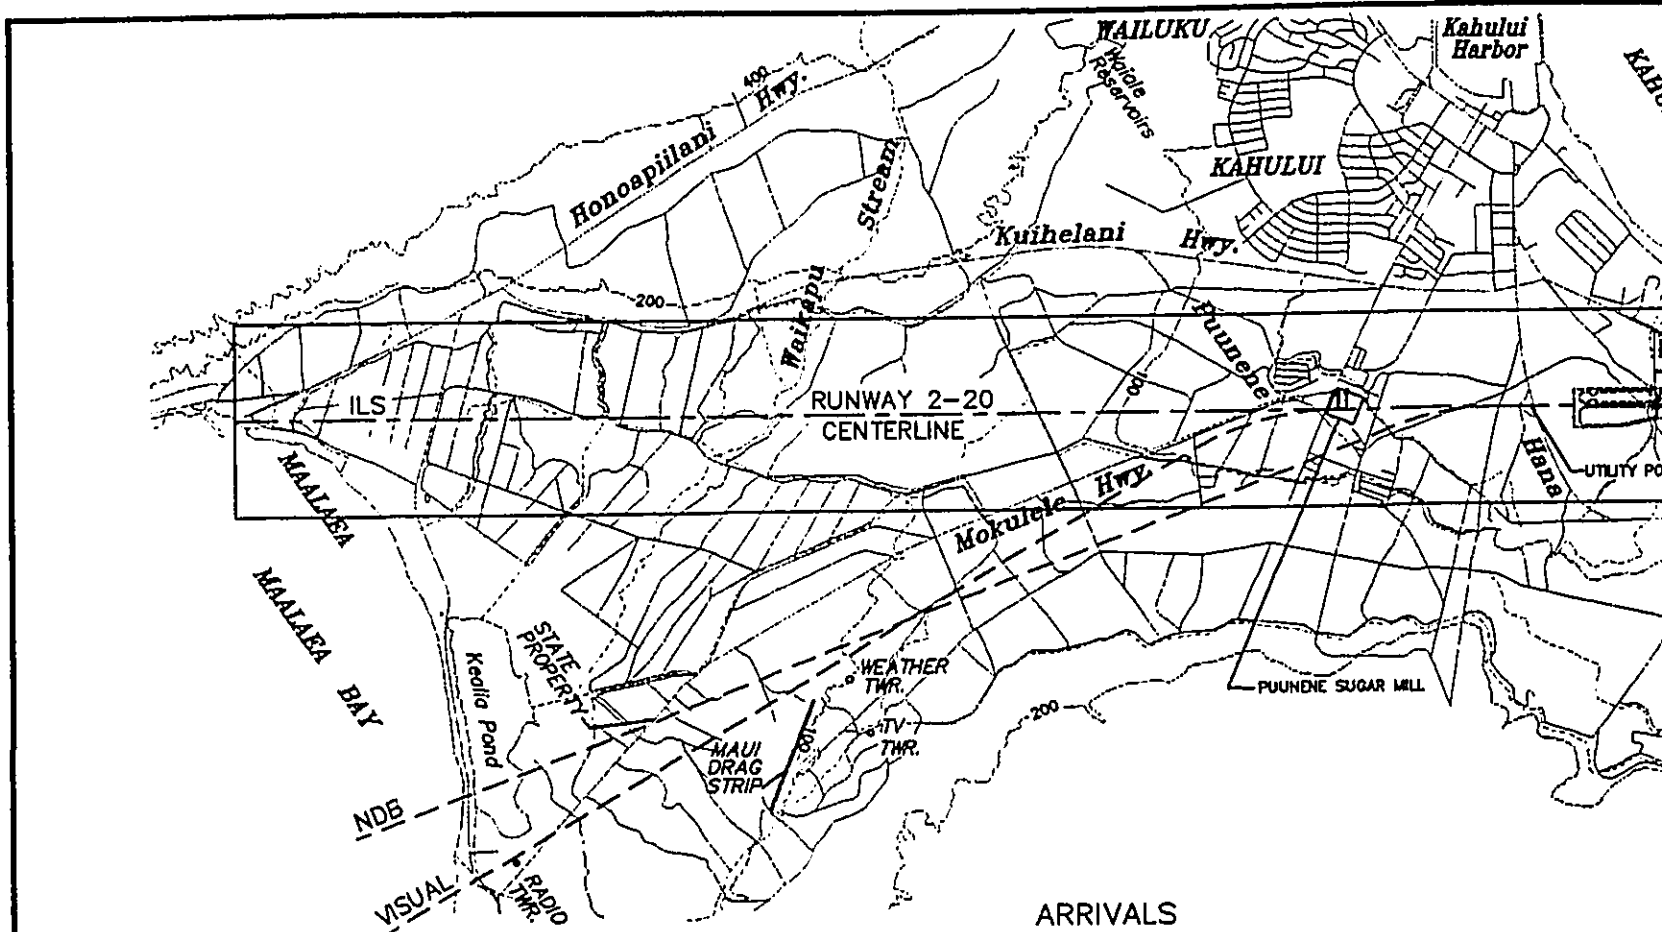 WAILUKU
Kahului
Harbor
Waiale
Reservoirs
400
Honoapiilani Hwy.
KAHULUI
Waikapu Stream
Kuihelani Hwy.
200
Puunene
100
ILS
RUNWAY 2-20
CENTERLINE
UTILITY
Hana
MAALAEA
Mokulele Hwy.
MAALAEA BAY
STATE
PROPERTY
Kealia Pond
WEATHER
TWR.
PUUNENE SUGAR MILL
200
TV
TWR.
100
MAUI
DRAG
STRIP
NDB
VISUAL
RADIO
TWR.
ARRIVALS